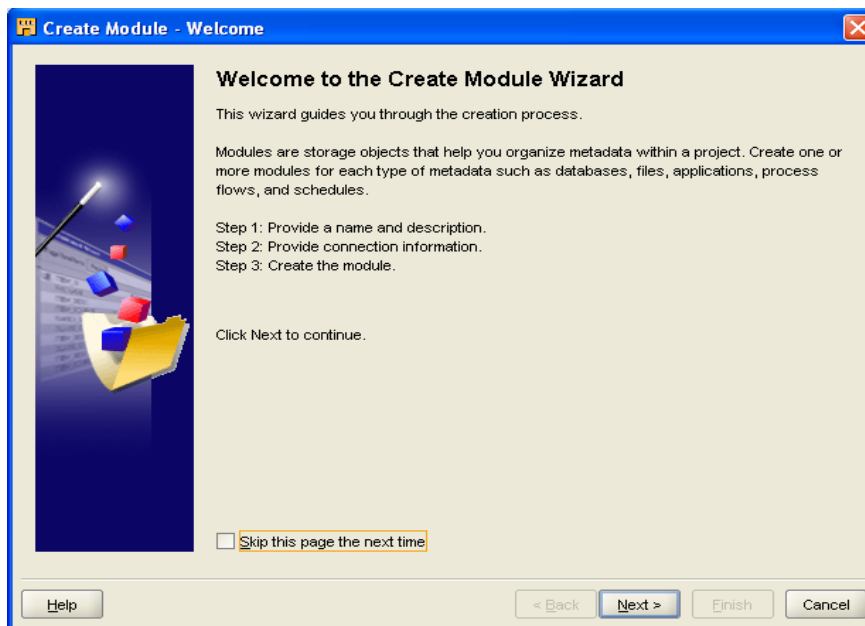 Create Module - Welcome
Welcome to the Create Module Wizard
This wizard guides you through the creation process.
Modules are storage objects that help you organize metadata within a project. Create one or
more modules for each type of metadata such as databases, files, applications, process
flows, and schedules.
Step 1: Provide a name and description.
Step 2: Provide connection information.
Step 3: Create the module.
Click Next to continue.
Skip this page the next time
Help
< Back
Next >
Finish
Cancel